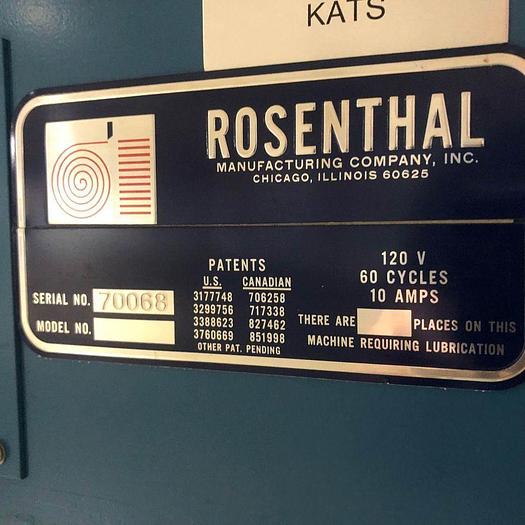 KATS
ROSENTHAL
MANUFACTURING COMPANY, INC.
CHICAGO, ILLINOIS 60625
PATENTS
U.S. CANADIAN
3177748 706258
3299756 717338
3388623 827462
3760669 851998
OTHER PAT. PENDING
SERIAL NO. 70068
MODEL NO.
120 V
60 CYCLES
10 AMPS
THERE ARE PLACES ON THIS
MACHINE REQUIRING LUBRICATION